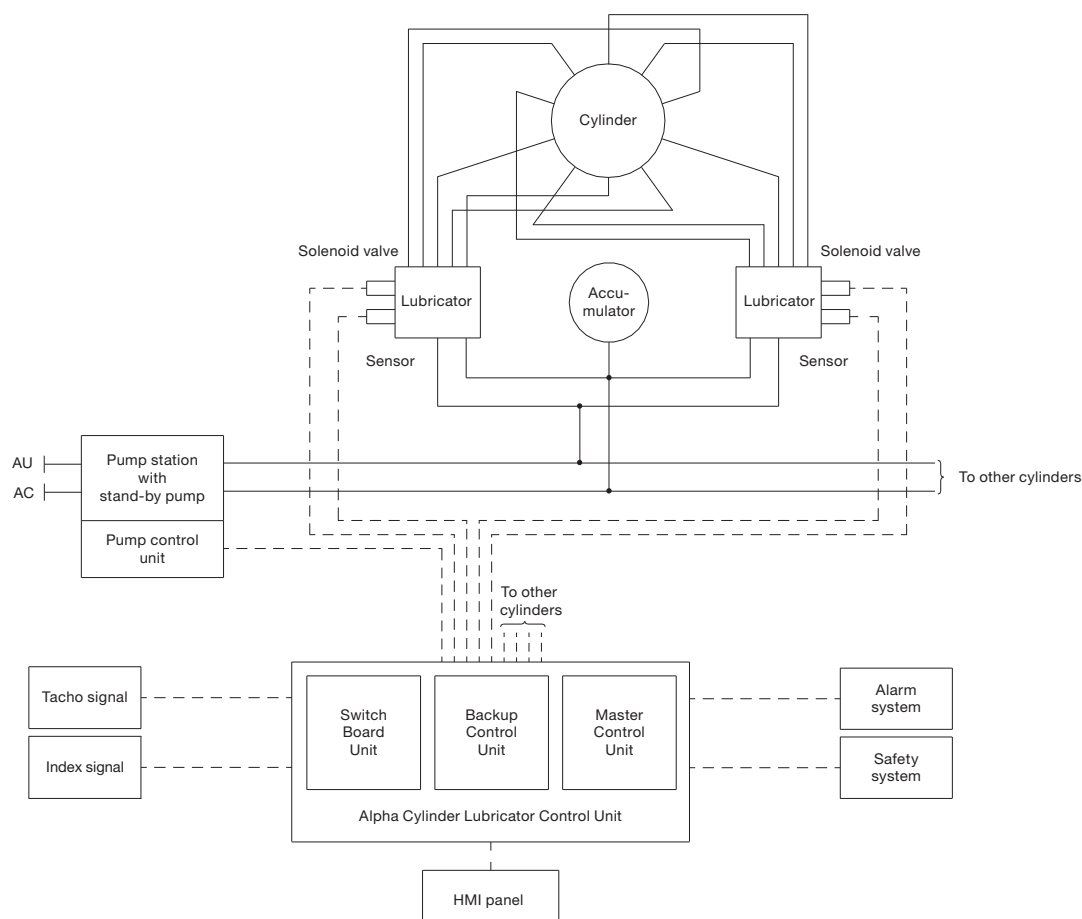 Cylinder
Solenoid valve
Solenoid valve
Lubricator
Accu-
mulator
Lubricator
Sensor
Sensor
AU
AC
Pump station
with
stand-by pump
To other cylinders
Pump control
unit
To other
cylinders
Tacho signal
Index signal
Switch
Board
Unit
Backup
Control
Unit
Master
Control
Unit
Alarm
system
Safety
system
Alpha Cylinder Lubricator Control Unit
HMI panel